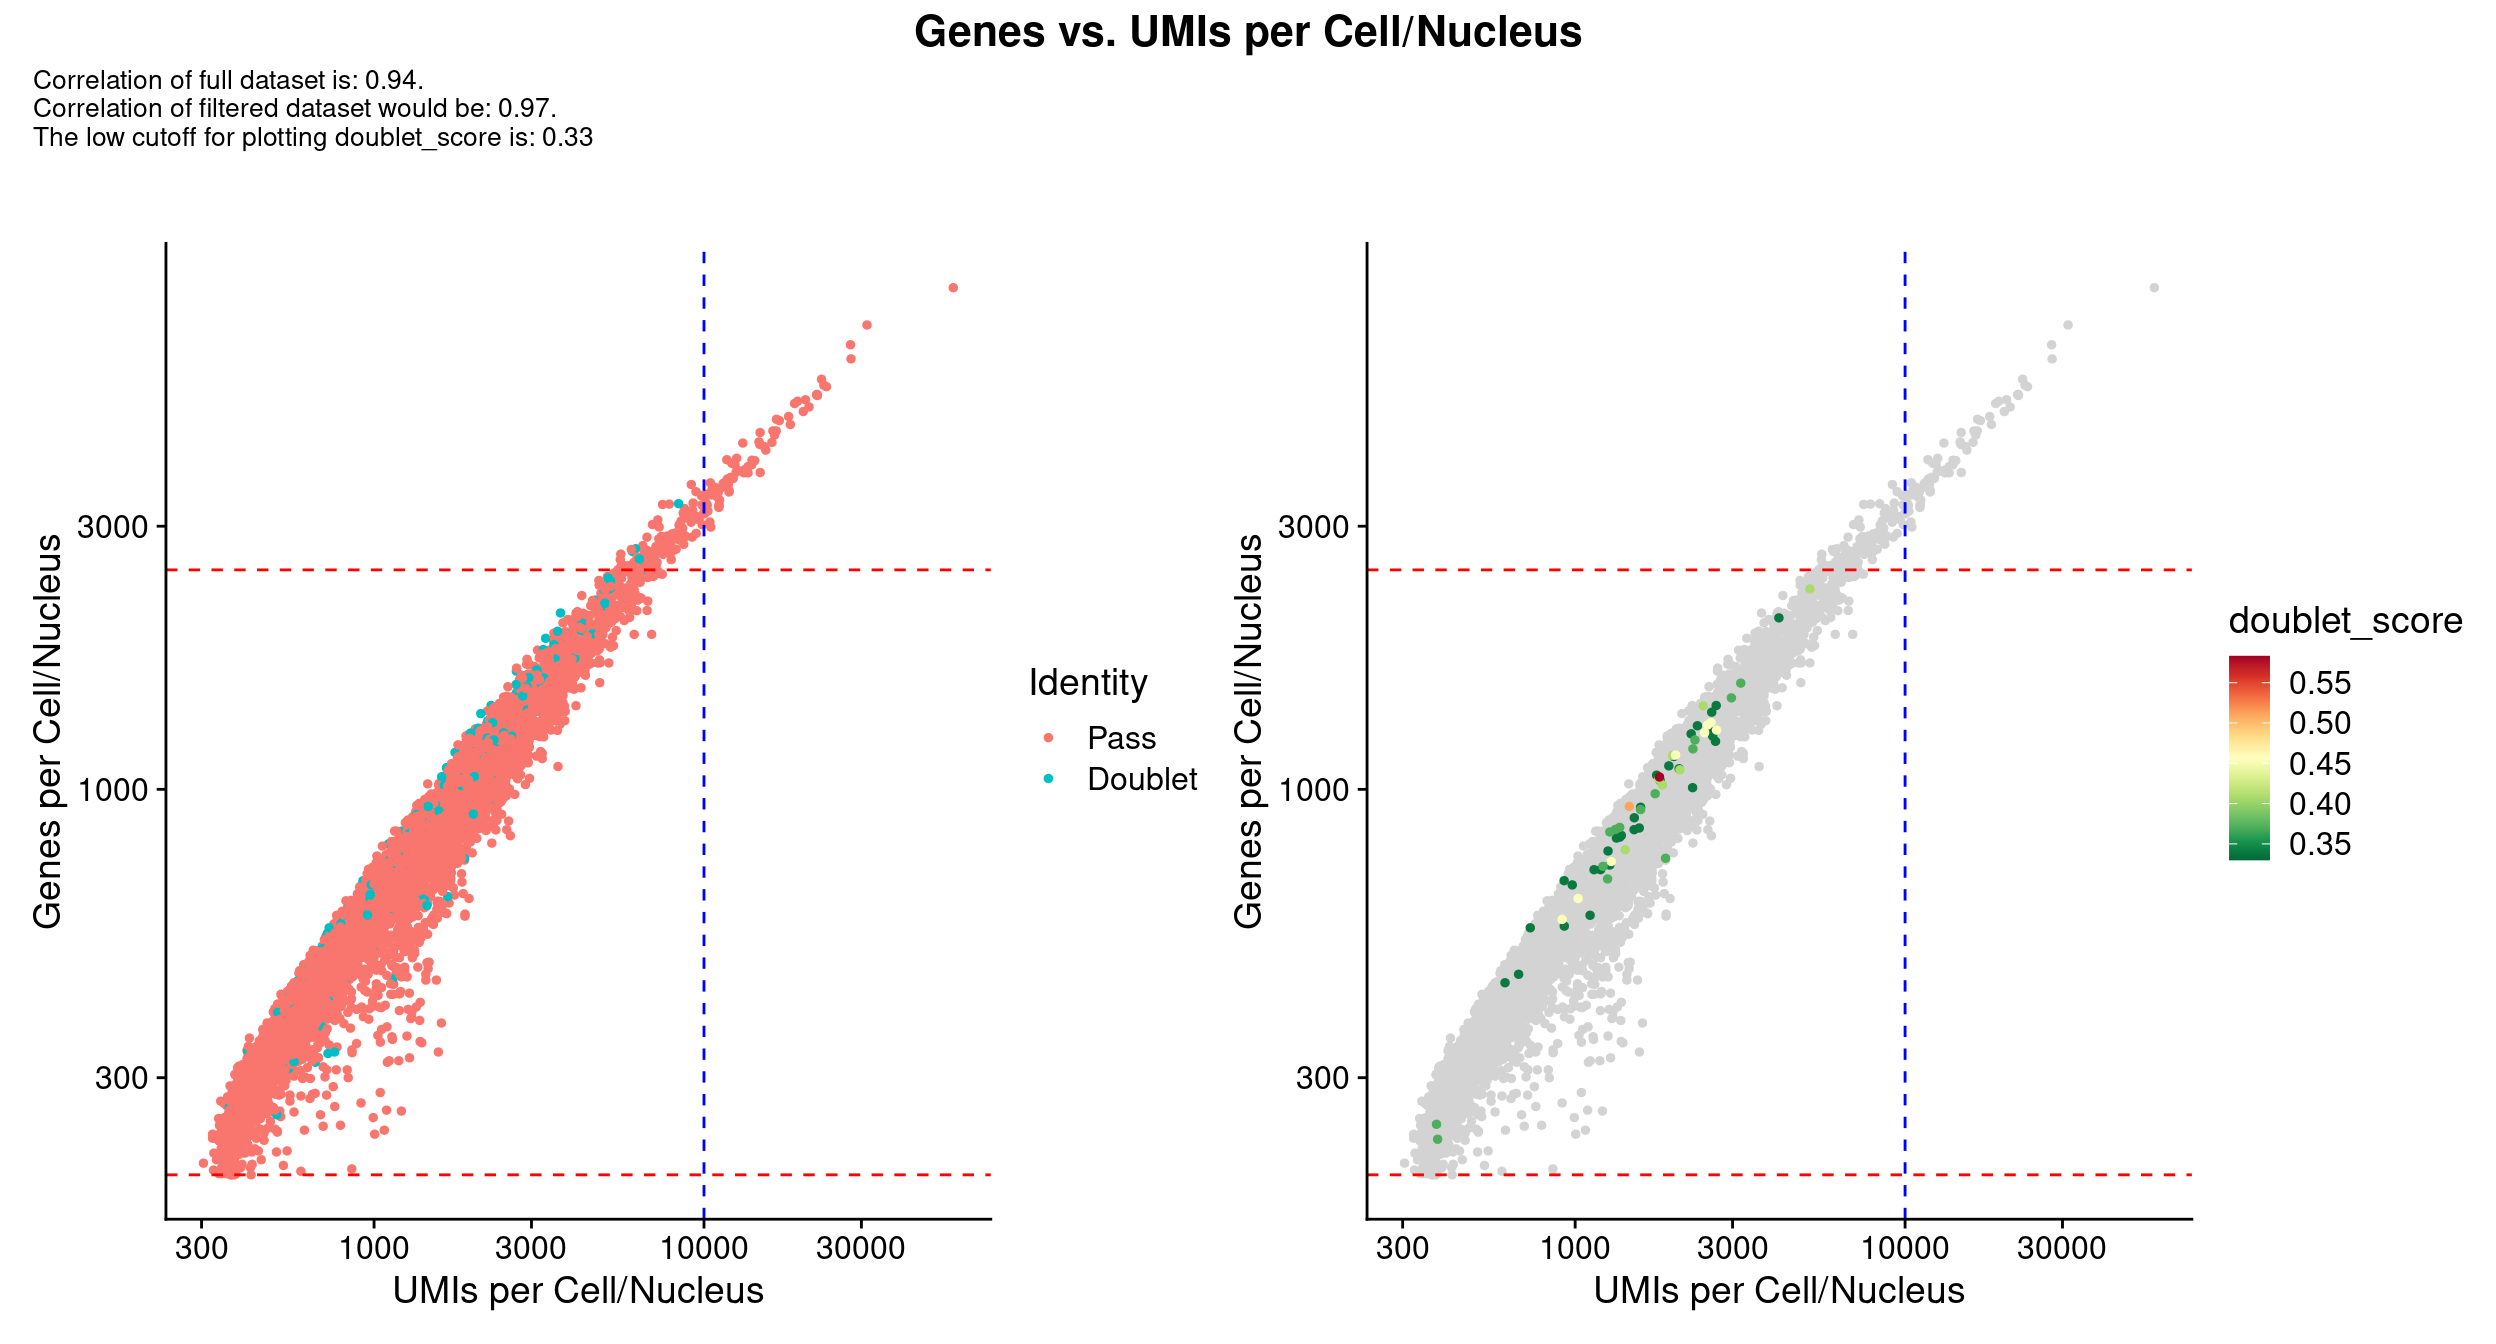 Genes vs. UMIs per Cell/Nucleus
Correlation of full dataset is: 0.94.
Correlation of filtered dataset would be: 0.97.
The low cutoff for plotting doublet_score is: 0.33
Genes per Cell/Nucleus
3000
1000
300
300
1000
3000
10000
30000
UMIs per Cell/Nucleus
Identity
Pass
Doublet
Genes per Cell/Nucleus
3000
1000
300
300
1000
3000
10000
30000
UMIs per Cell/Nucleus
doublet_score
0.55
0.50
0.45
0.40
0.35